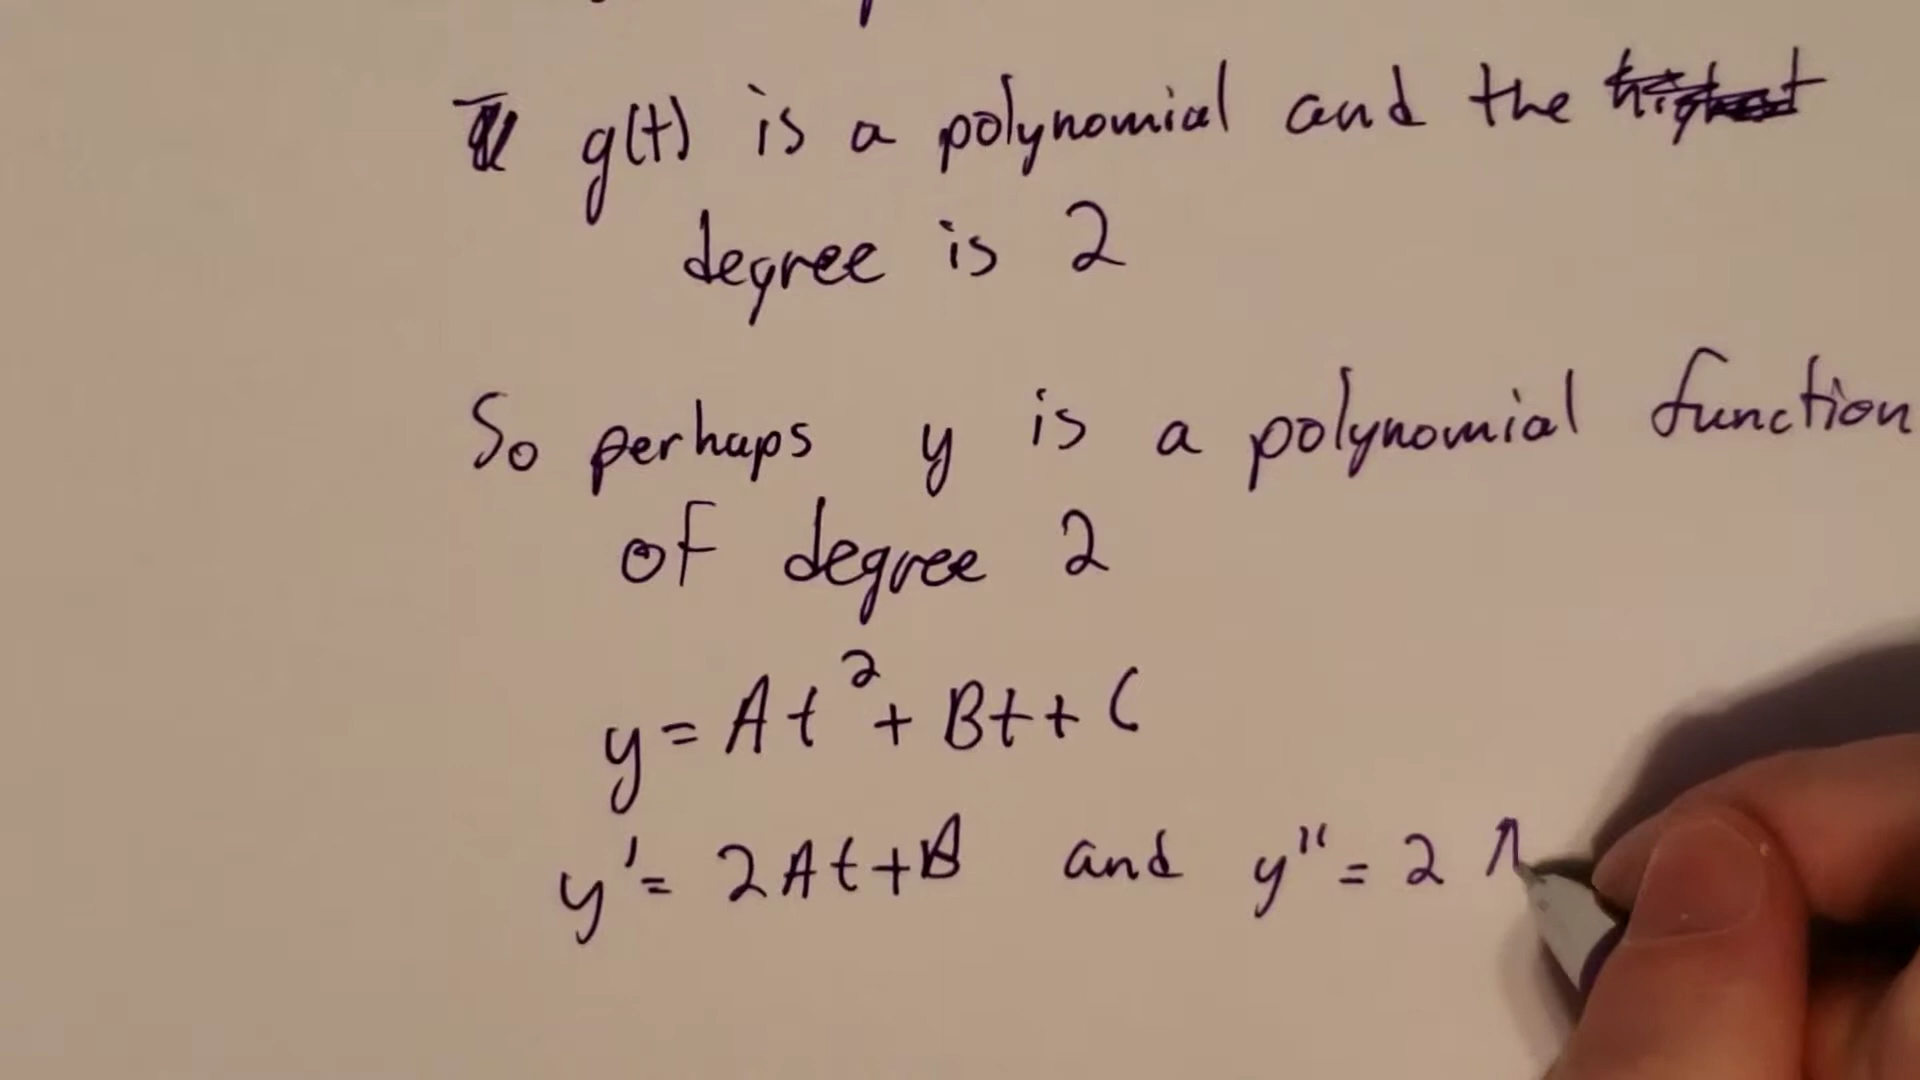 g(t) is a polynomial and the
degree is 2
So perhaps y is a polynomial function
of degree 2
y = At² + Bt + C
y' = 2At + B and y'' = 2 A